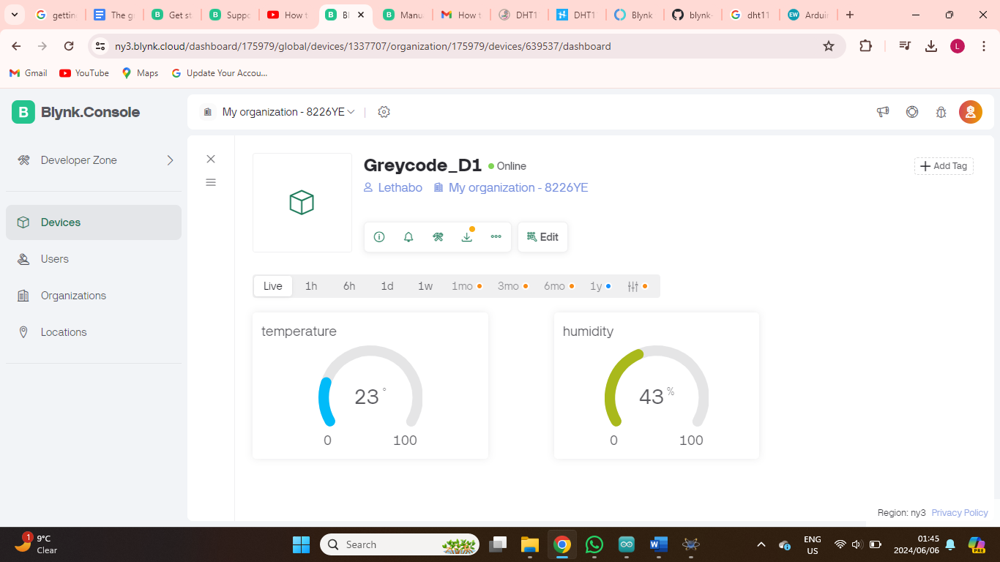 gettin
The g
Get st
Suppo
How t
Bl
Manu
How t
DHT1
DHT1
Blynk
blynk-
dht11
Arduin
ny3.blynk.cloud/dashboard/175979/global/devices/1337707/organization/175979/devices/639537/dashboard
L
Gmail
YouTube
Maps
Update Your Accou...
B Blynk.Console
My organization - 8226YE
Developer Zone
Devices
Users
Organizations
Locations
Greycode_D1
Online
Add Tag
Lethabo
My organization - 8226YE
Edit
Live 1h 6h 1d 1w 1mo 3mo 6mo 1y
temperature
23 °
0 100
humidity
43 %
0 100
Region: ny3 Privacy Policy
1
9°C
Clear
Search
ENG
US
01:45
2024/06/06
PRE